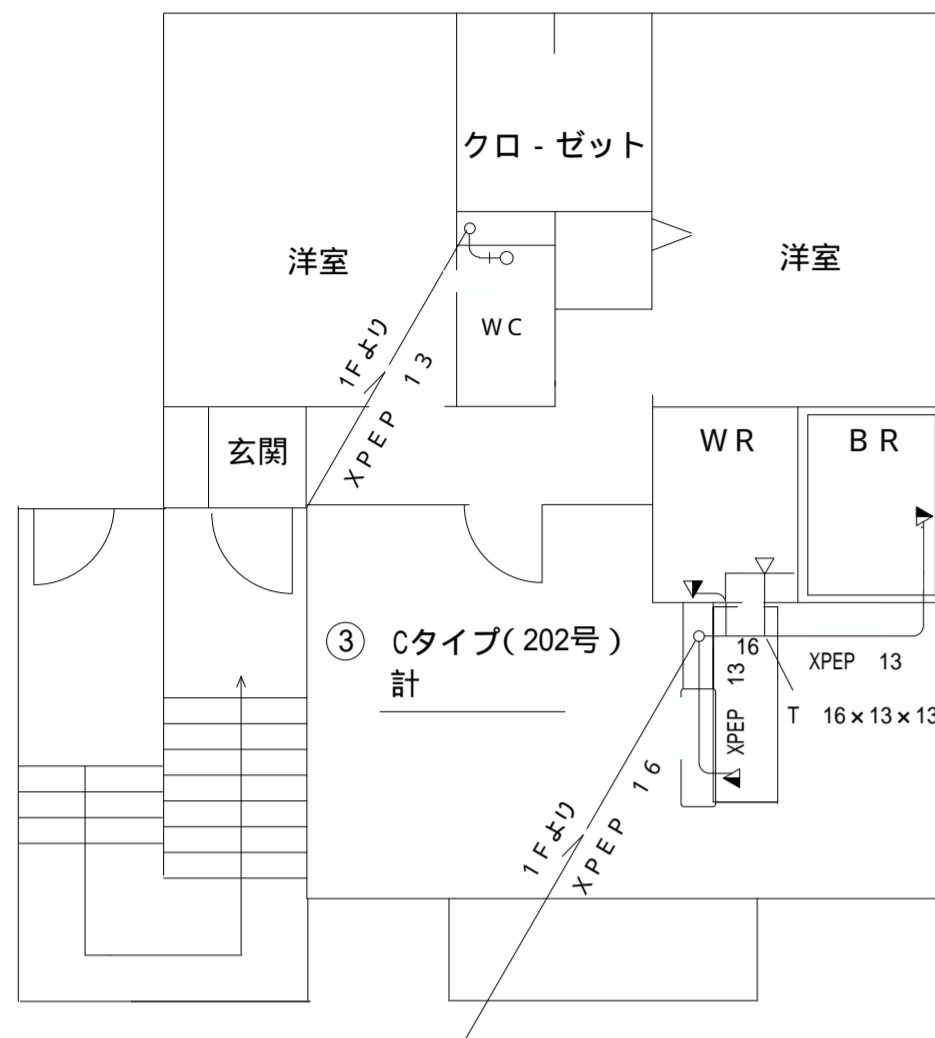 クロ - ゼット
洋室
洋室
WC
1Fより
XPEP 13
玄関
WR
BR
③ Cタイプ(202号)
計
16
XPEP 13
XPEP 13
T 16×13×13
1Fより
XPEP 16